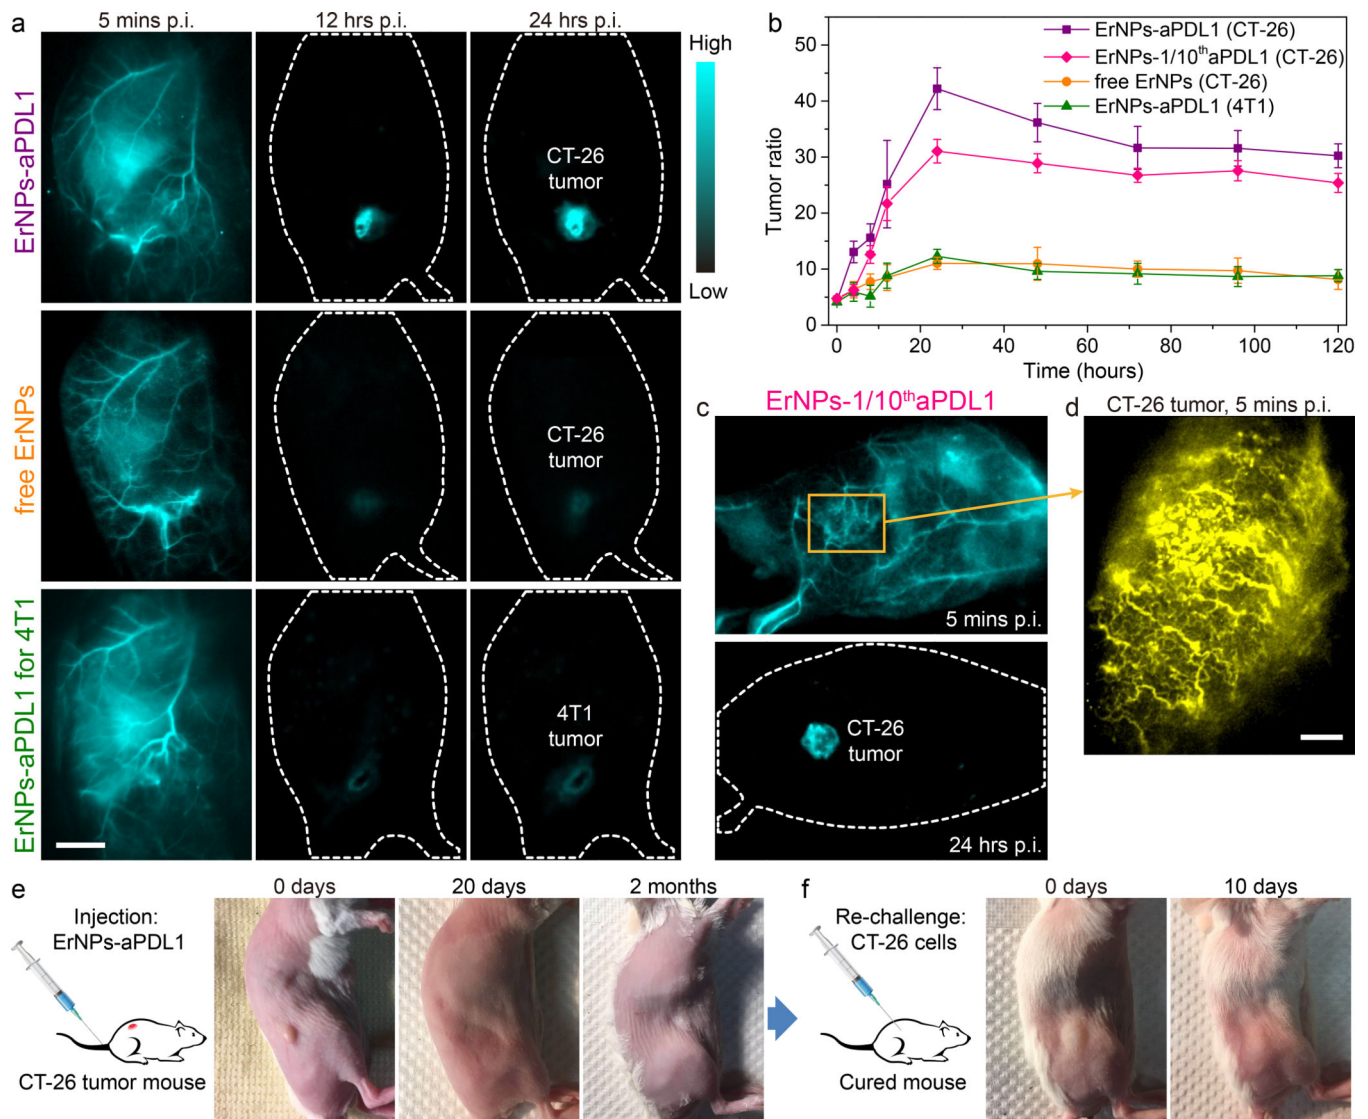 a
5 mins p.i.
12 hrs p.i.
24 hrs p.i.
ErNPs-aPDL1
CT-26
tumor
High
Low
free ErNPs
CT-26
tumor
ErNPs-aPDL1 for 4T1
4T1
tumor
b
ErNPs-aPDL1 (CT-26)
ErNPs-1/10thaPDL1 (CT-26)
free ErNPs (CT-26)
ErNPs-aPDL1 (4T1)
Tumor ratio
50
40
30
20
10
0
0
20
40
60
80
100
120
Time (hours)
c
ErNPs-1/10thaPDL1
5 mins p.i.
CT-26
tumor
24 hrs p.i.
d
CT-26 tumor, 5 mins p.i.
e
Injection:
ErNPs-aPDL1
CT-26 tumor mouse
0 days
20 days
2 months
f
Re-challenge:
CT-26 cells
Cured mouse
0 days
10 days